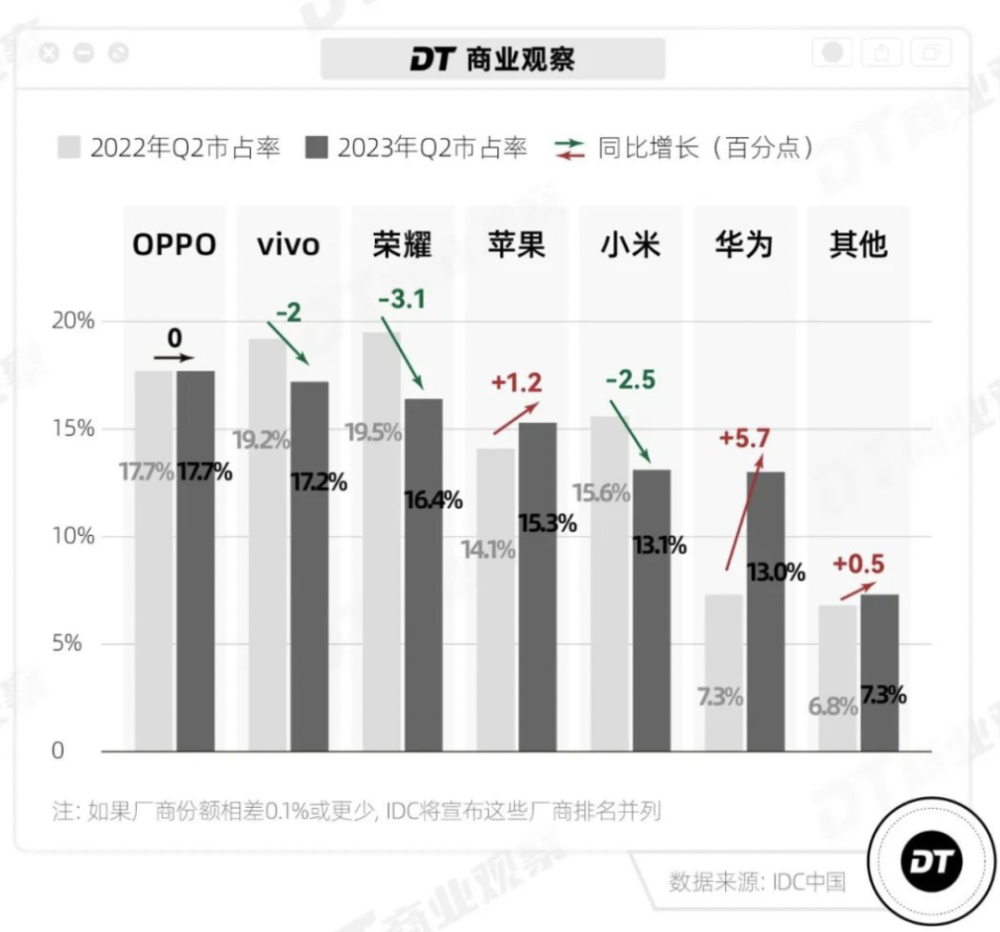 DT 商业观察
2022年Q2市占率 2023年Q2市占率 同比增长（百分点）
OPPO vivo 荣耀 苹果 小米 华为 其他
20%
15%
10%
5%
0
0 -2 -3.1 +1.2 -2.5 +5.7 +0.5
17.7% 17.7% 19.2% 17.2% 19.5% 16.4% 14.1% 15.3% 15.6% 13.1% 7.3% 13.0% 6.8% 7.3%
注: 如果厂商份额相差0.1%或更少, IDC将宣布这些厂商排名并列
数据来源: IDC中国
DT
DT商业观察